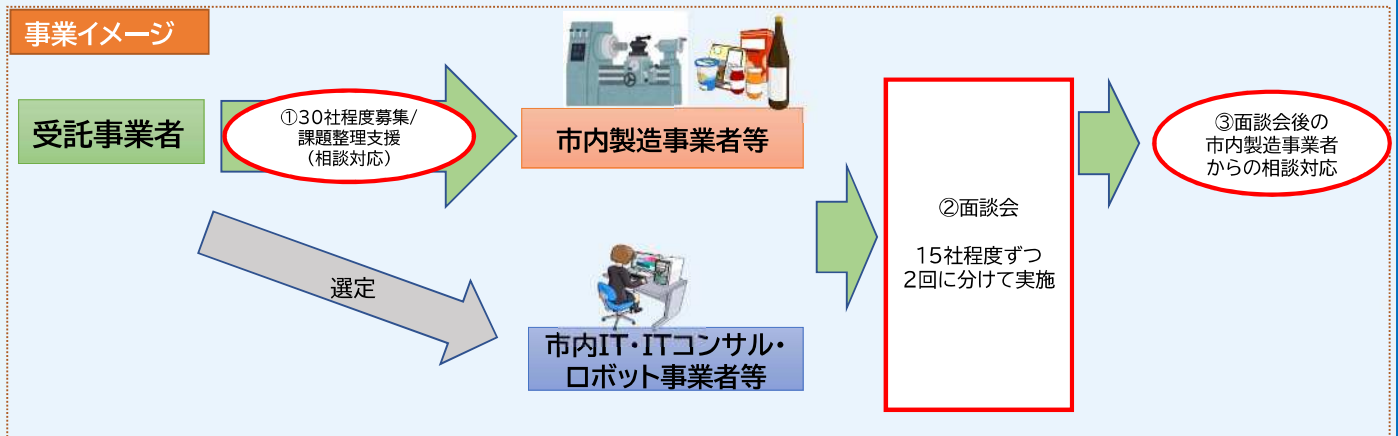 事業イメージ
受託事業者
①30社程度募集/
課題整理支援
(相談対応)
市内製造事業者等
選定
市内IT・ITコンサル・
ロボット事業者等
②面談会
15社程度ずつ
2回に分けて実施
③面談会後の
市内製造事業者
からの相談対応